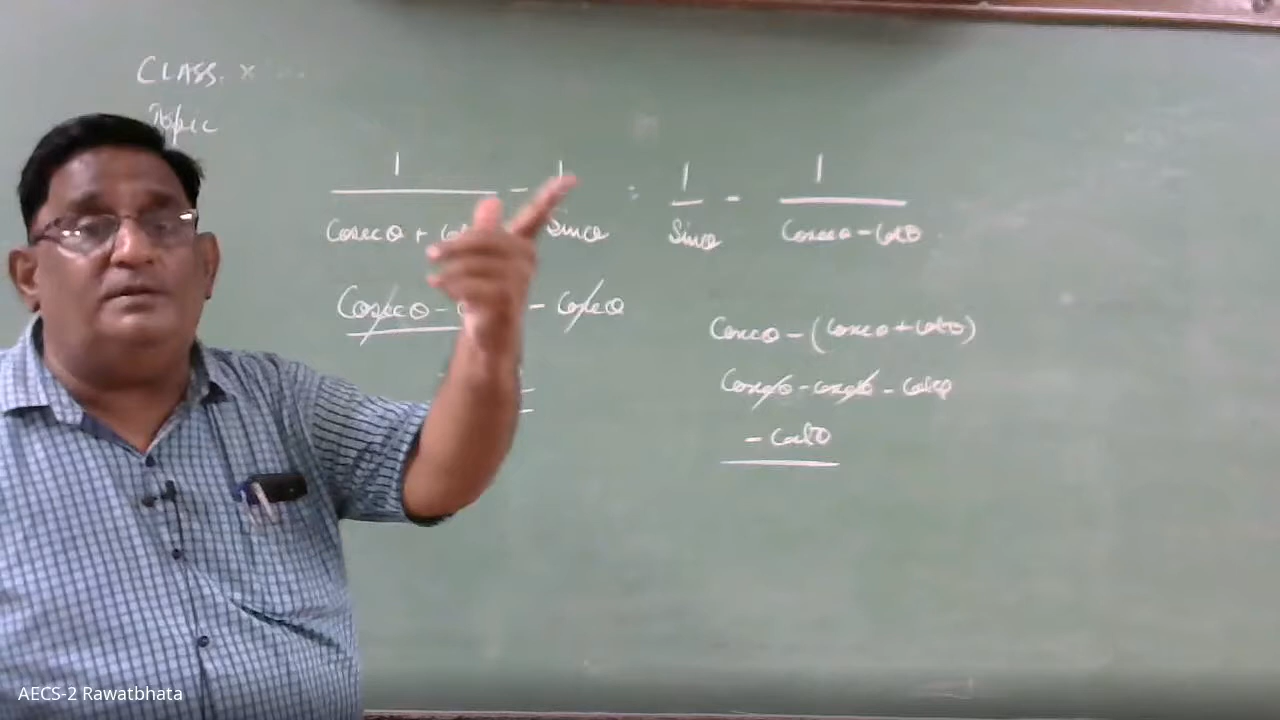 CLASS. X
Topic
1 - 1 = 1 - 1
Cosecθ + Sinθ Sinθ Cosecθ - Cotθ
Cosecθ - - Cosecθ
Cosecθ - (Cosecθ + Cotθ)
Cosecθ - Cosecθ - Cotθ
- Cotθ
AECS-2 Rawatbhata